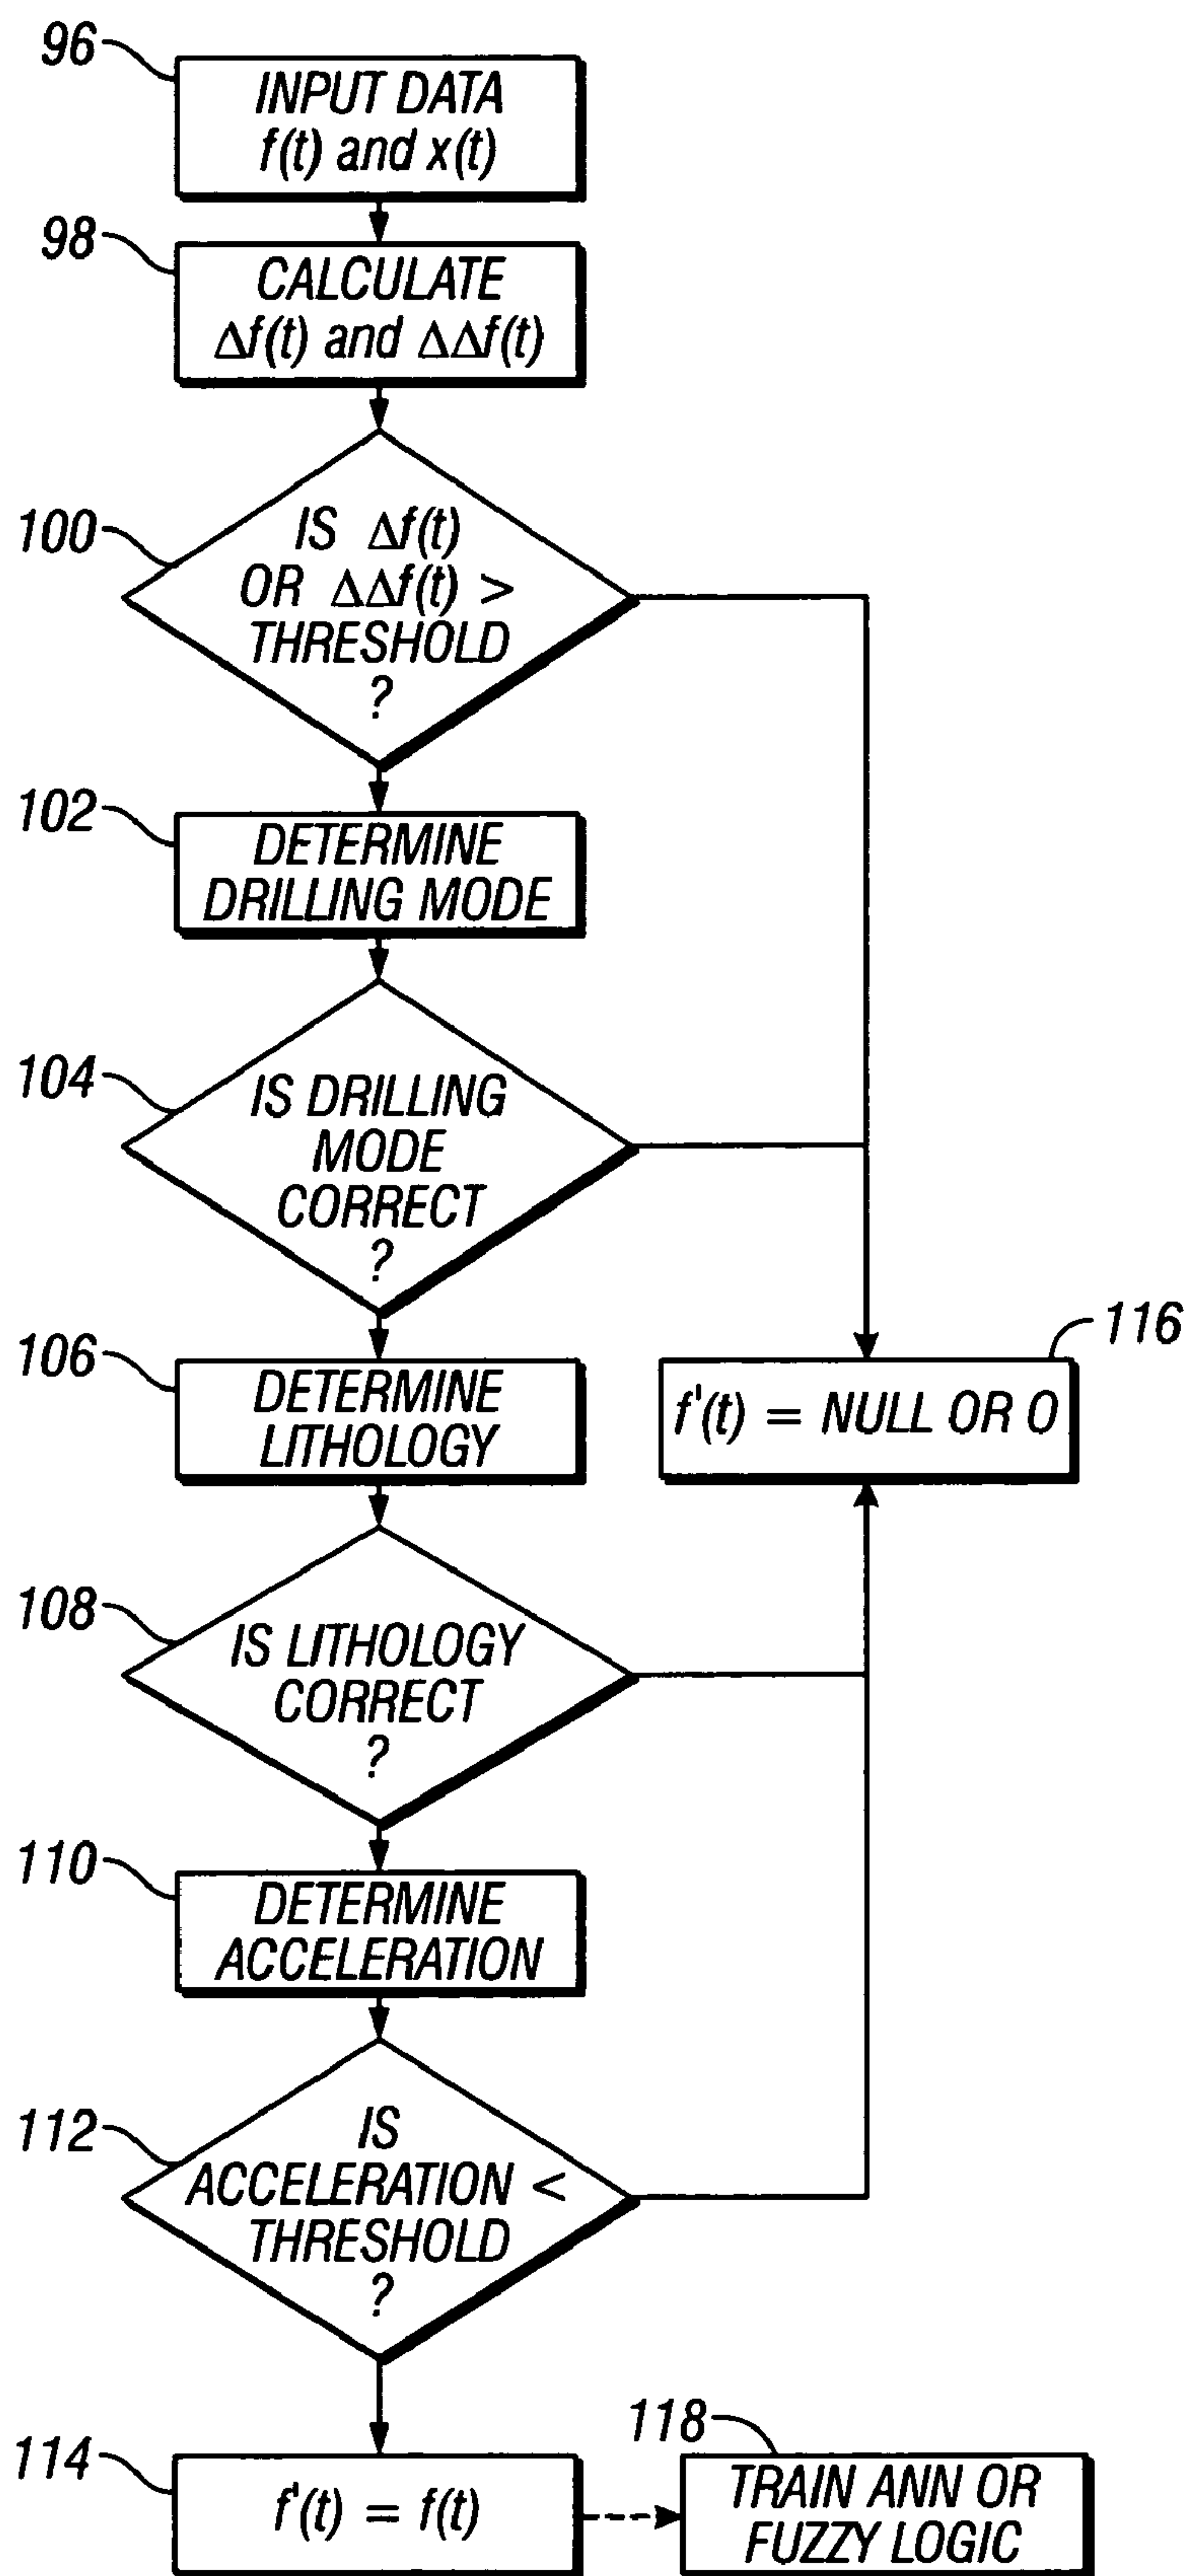 96
INPUT DATA
f(t) and x(t)
98
CALCULATE
Δf(t) and ΔΔf(t)
100
IS Δf(t)
OR ΔΔf(t) >
THRESHOLD
?
102
DETERMINE
DRILLING MODE
104
IS DRILLING
MODE
CORRECT
?
106
DETERMINE
LITHOLOGY
116
f'(t) = NULL OR O
108
IS LITHOLOGY
CORRECT
?
110
DETERMINE
ACCELERATION
112
IS
ACCELERATION <
THRESHOLD
?
114
f'(t) = f(t)
118
TRAIN ANN OR
FUZZY LOGIC